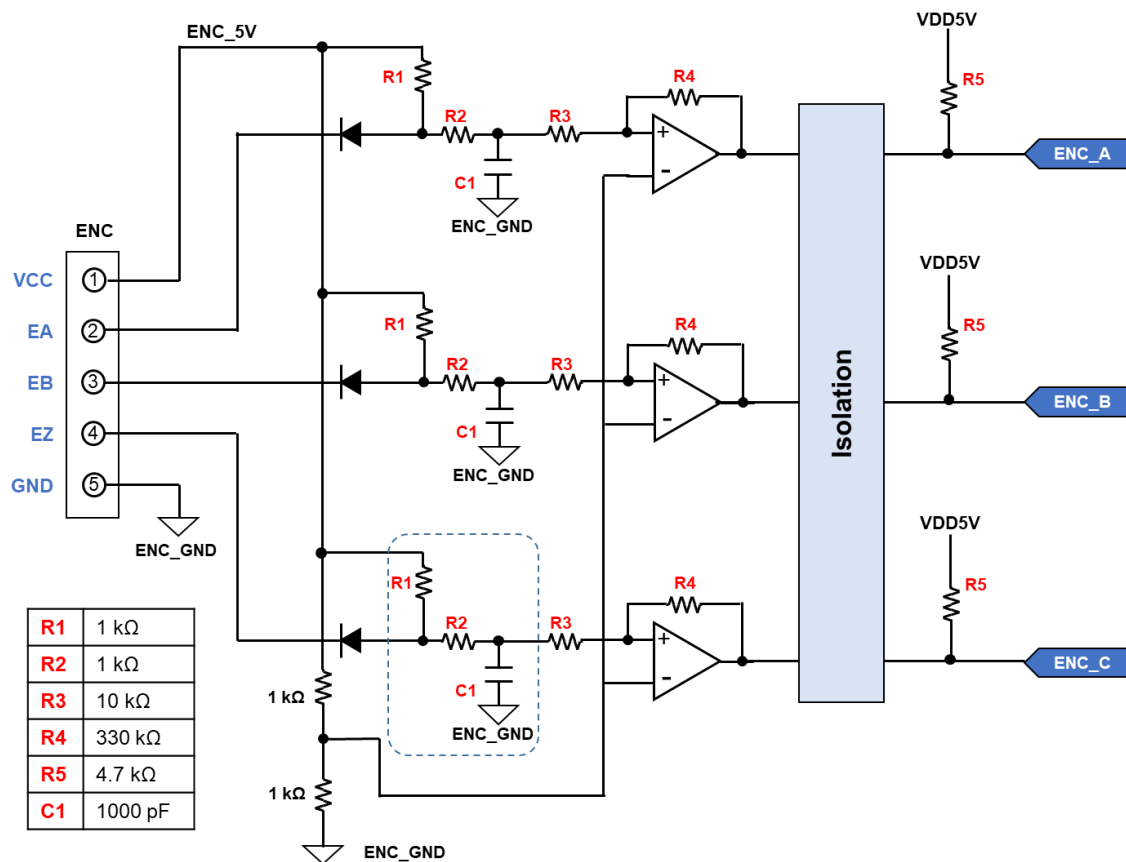 ENC_5V
VDD5V
R1
R4
R5
R2
R3
+
-
ENC_A
C1
ENC_GND
ENC
VCC
1
EA
2
EB
3
EZ
4
GND
5
ENC_GND
VDD5V
R1
R4
R5
R2
R3
+
-
ENC_B
C1
ENC_GND
Isolation
VDD5V
R1
R4
R5
R2
R3
+
-
ENC_C
C1
ENC_GND
1 kΩ
1 kΩ
ENC_GND
R1 1 kΩ
R2 1 kΩ
R3 10 kΩ
R4 330 kΩ
R5 4.7 kΩ
C1 1000 pF